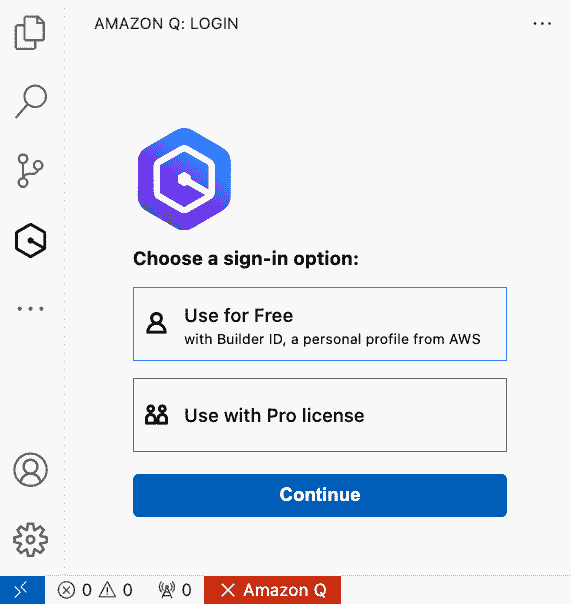 AMAZON Q: LOGIN
Choose a sign-in option:
Use for Free
with Builder ID, a personal profile from AWS
Use with Pro license
Continue
0 0 0 Amazon Q